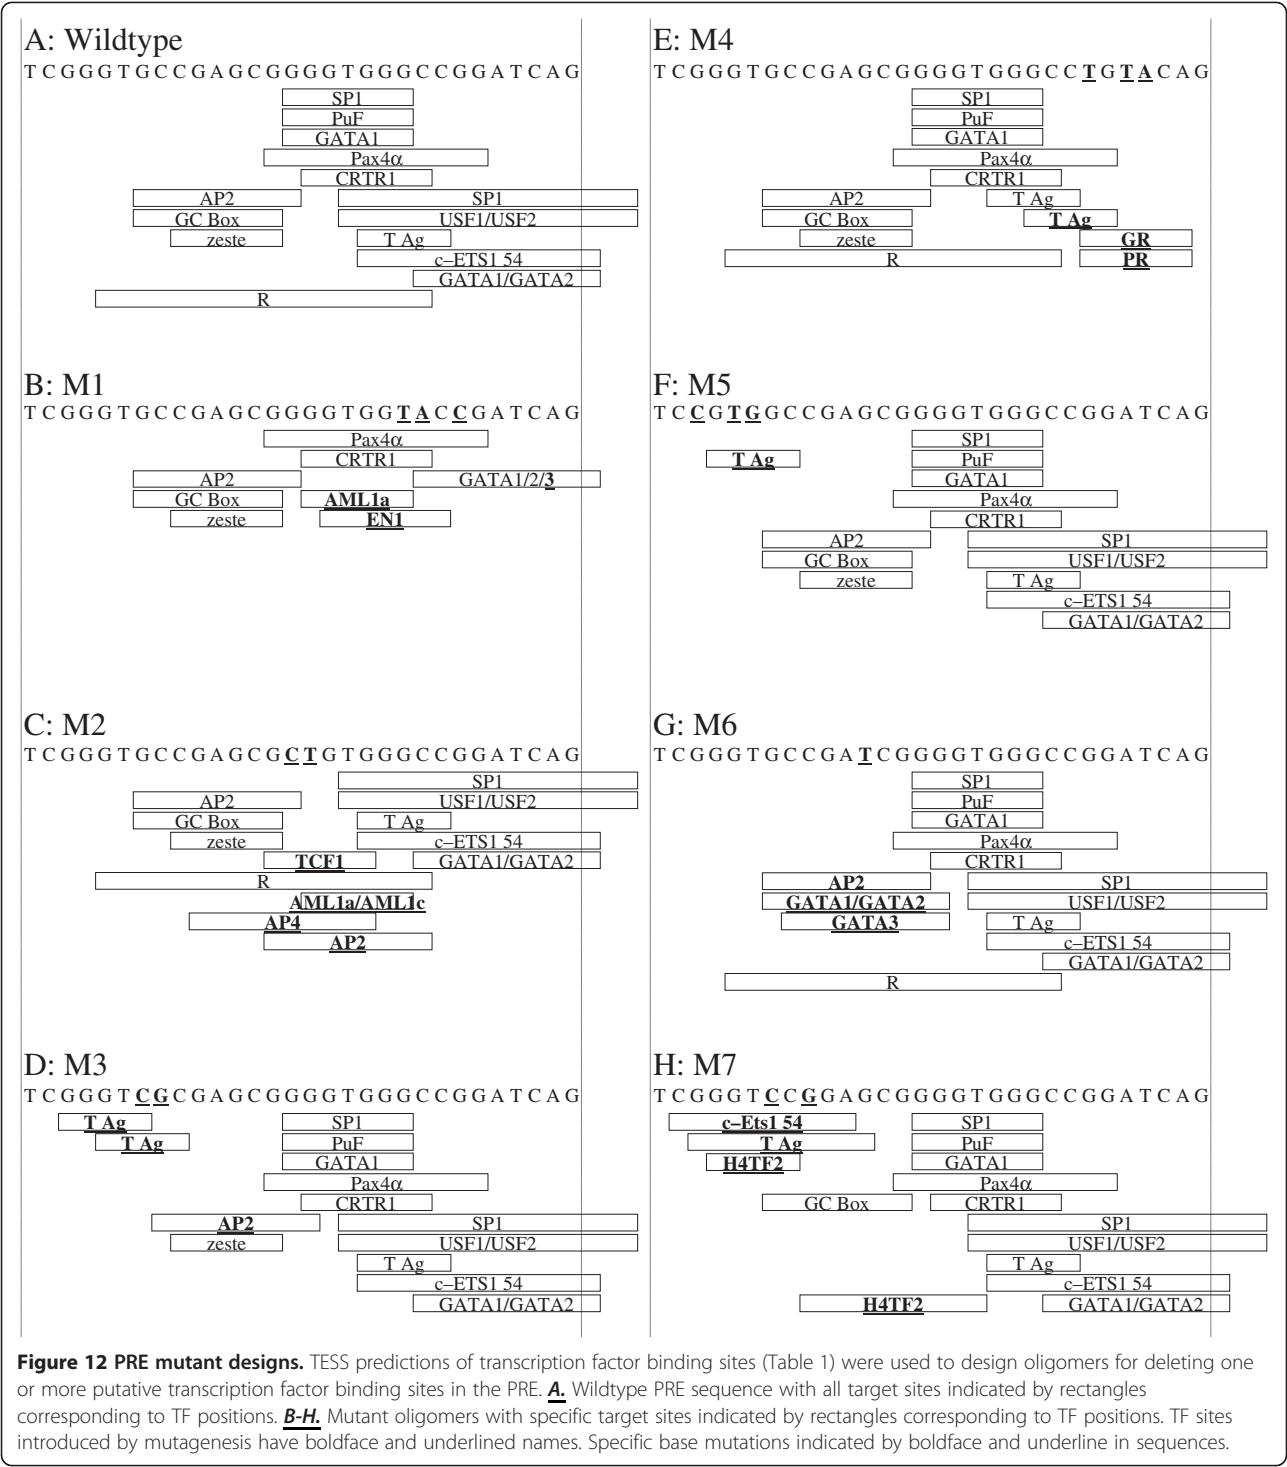 A: Wildtype
TCGGGTGCCGAGCGGGGTGGGCCGGATCAG
SP1
PuF
GATA1
Pax4α
CRTR1
AP2 SP1
GC Box USF1/USF2
zeste T Ag
c–ETS1 54
GATA1/GATA2
R
B: M1
TCGGGTGCCGAGCGGGGTGGTACCGATCAG
Pax4α
CRTR1
AP2 GATA1/2/3
GC Box AML1a
zeste EN1
C: M2
TCGGGTGCCGAGCGCTGTGGGCCGGATCAG
SP1
AP2 USF1/USF2
GC Box T Ag
zeste c–ETS1 54
TCF1 GATA1/GATA2
R
AML1a/AML1c
AP4
AP2
D: M3
TCGGGTCGCGAGCGGGGTGGGCCGGATCAG
T Ag SP1
T Ag PuF
GATA1
Pax4α
CRTR1
AP2 SP1
zeste USF1/USF2
T Ag
c–ETS1 54
GATA1/GATA2
E: M4
TCGGGTGCCGAGCGGGGTGGGCCTGTACAG
SP1
PuF
GATA1
Pax4α
CRTR1
AP2 T Ag
GC Box T Ag
zeste GR
R PR
F: M5
TCCGTGGCCGAGCGGGGTGGGCCGGATCAG
SP1
T Ag PuF
GATA1
Pax4α
CRTR1
AP2 SP1
GC Box USF1/USF2
zeste T Ag
c–ETS1 54
GATA1/GATA2
G: M6
TCGGGTGCCGATCGGGGTGGGCCGGATCAG
SP1
PuF
GATA1
Pax4α
CRTR1
AP2 SP1
GATA1/GATA2 USF1/USF2
GATA3 T Ag
c–ETS1 54
GATA1/GATA2
R
H: M7
TCGGGTCCGGAGCGGGGTGGGCCGGATCAG
c–Ets1 54 SP1
T Ag PuF
H4TF2 GATA1
Pax4α
GC Box CRTR1
SP1
USF1/USF2
T Ag
c–ETS1 54
H4TF2 GATA1/GATA2
Figure 12 PRE mutant designs. TESS predictions of transcription factor binding sites (Table 1) were used to design oligomers for deleting one
or more putative transcription factor binding sites in the PRE. A. Wildtype PRE sequence with all target sites indicated by rectangles
corresponding to TF positions. B-H. Mutant oligomers with specific target sites indicated by rectangles corresponding to TF positions. TF sites
introduced by mutagenesis have boldface and underlined names. Specific base mutations indicated by boldface and underline in sequences.